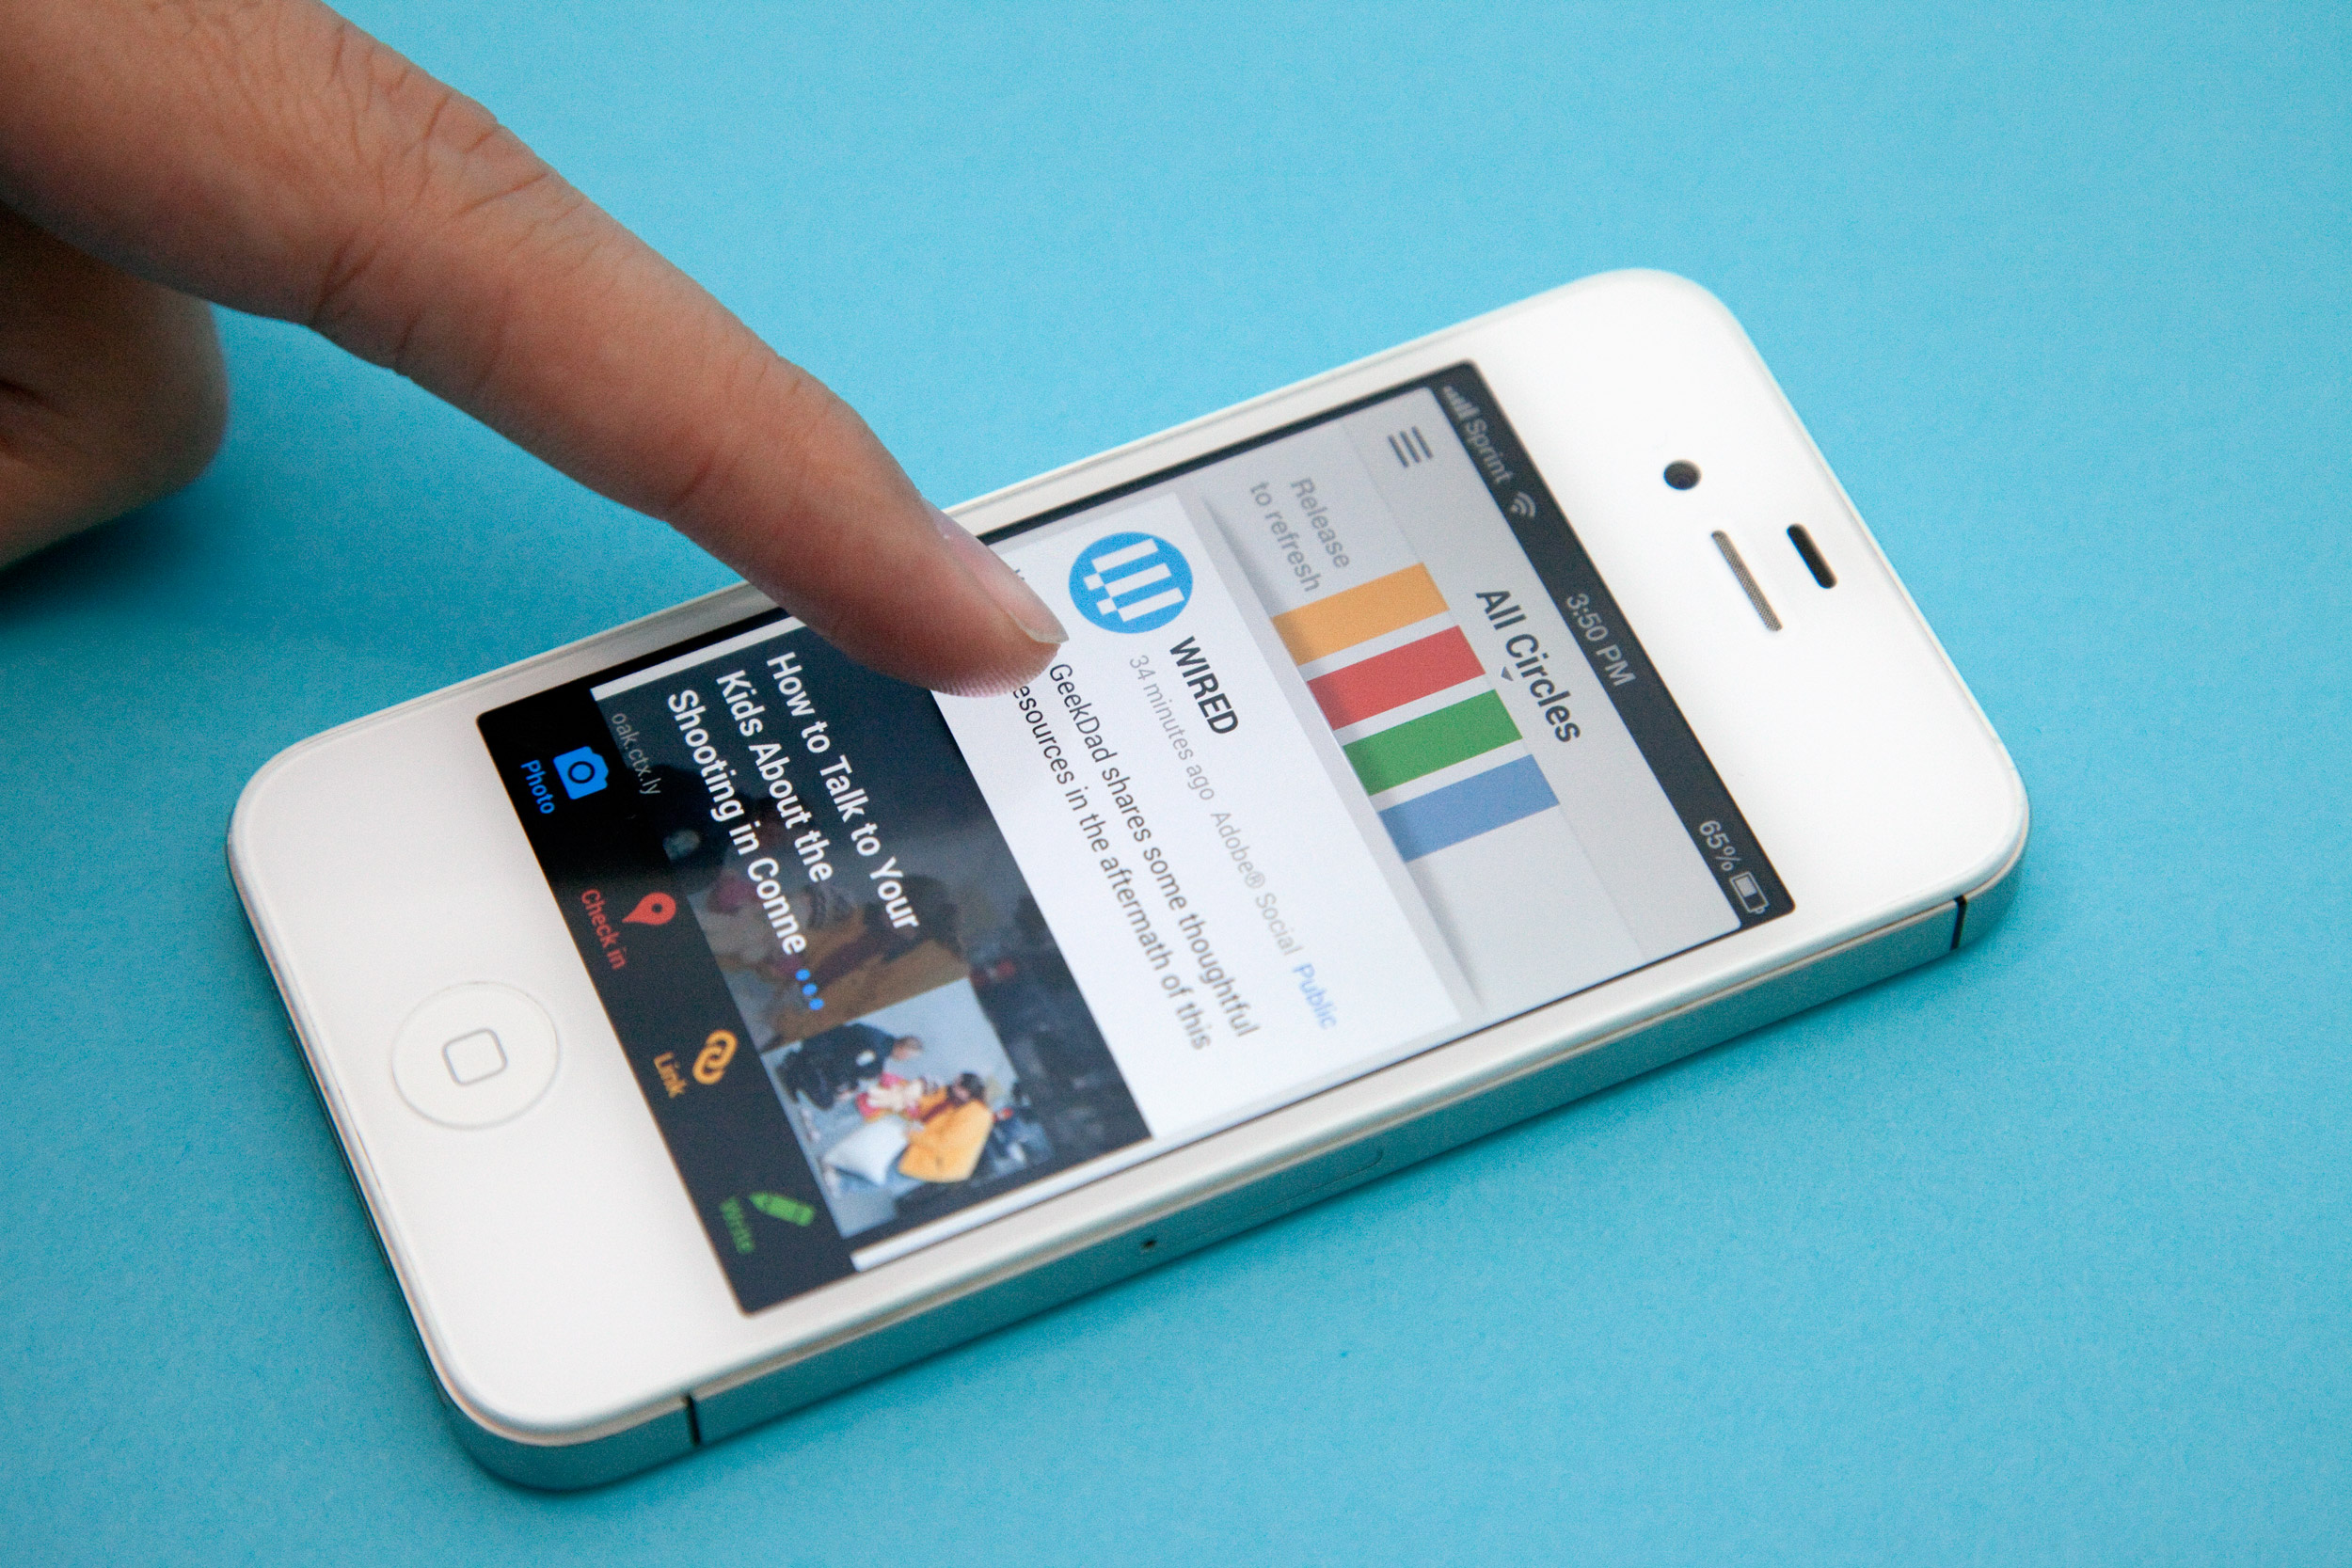 Sprint 3:50 PM 65%
All Circles
Release
to refresh
WIRED
34 minutes ago Adobe® Social Public
GeekDad shares some thoughtful
esources in the aftermath of this
How to Talk to Your
Kids About the
Shooting in Conne...
oak.ctx.ly
Photo Check in Link Write